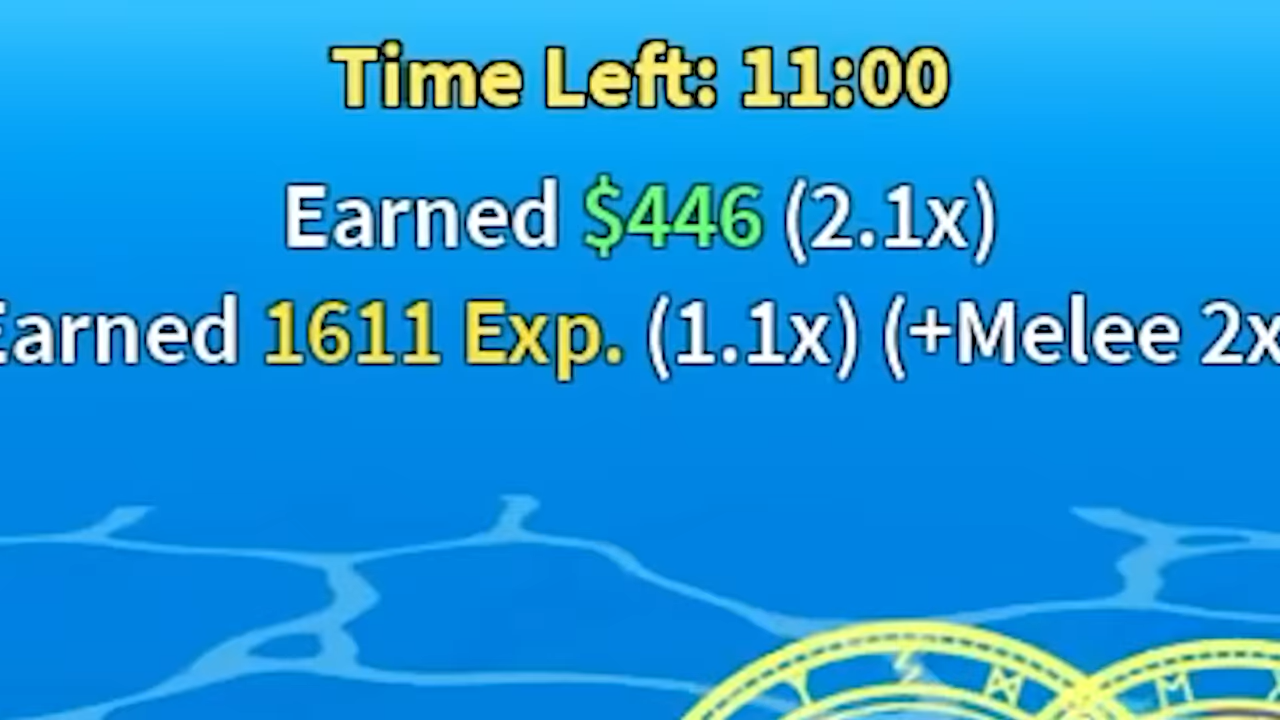 Time Left: 11:00
Earned $446 (2.1x)
Earned 1611 Exp. (1.1x) (+Melee 2x